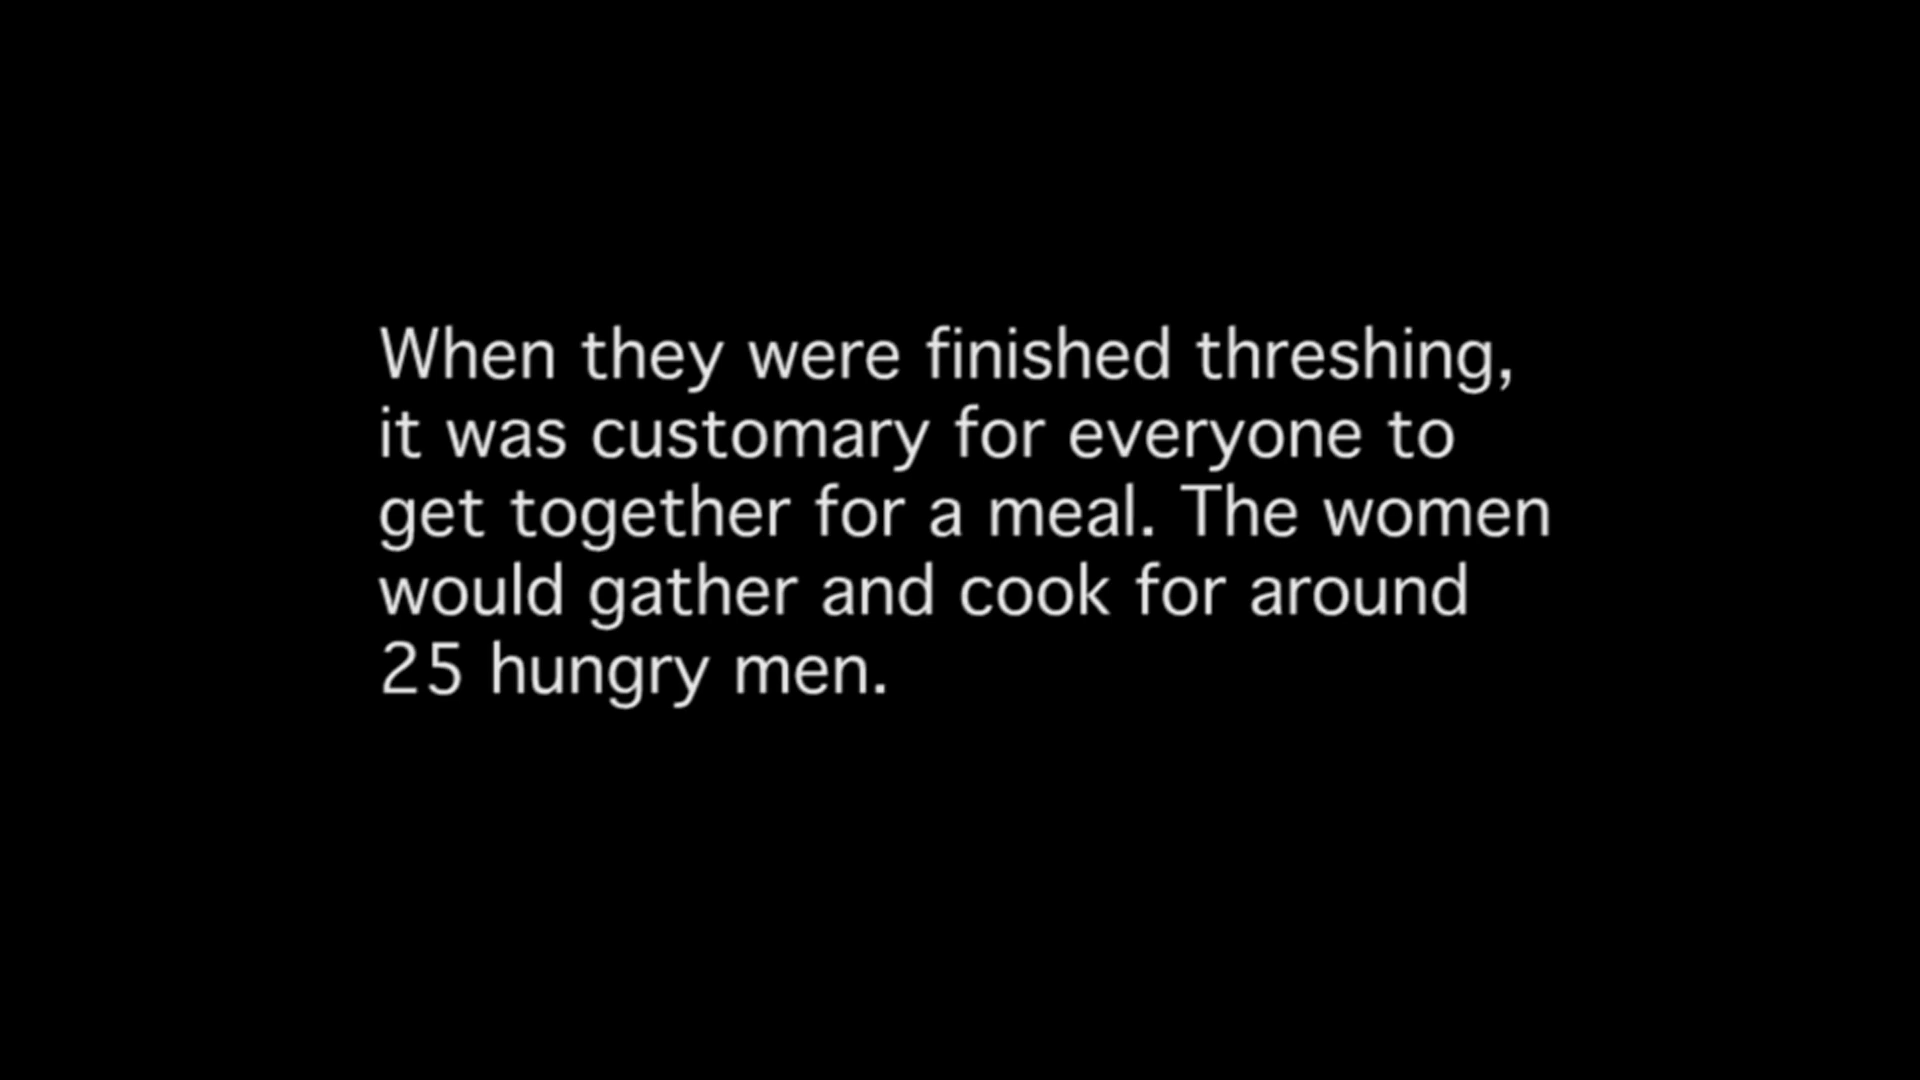 When they were finished threshing,
it was customary for everyone to
get together for a meal. The women
would gather and cook for around
25 hungry men.